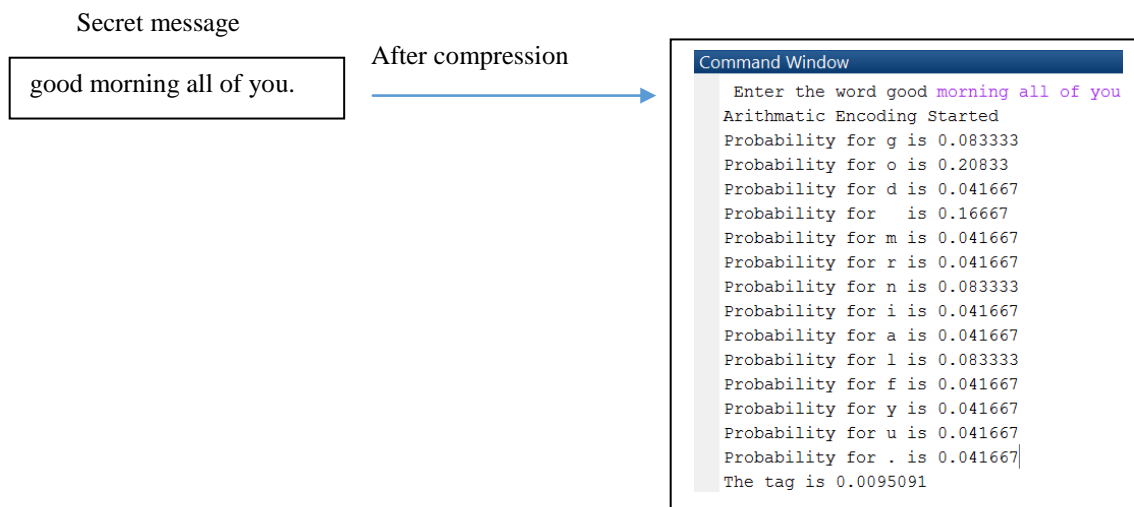 Secret message
good morning all of you.
After compression
Command Window
Enter the word good morning all of you
Arithmatic Encoding Started
Probability for g is 0.083333
Probability for o is 0.20833
Probability for d is 0.041667
Probability for   is 0.16667
Probability for m is 0.041667
Probability for r is 0.041667
Probability for n is 0.083333
Probability for i is 0.041667
Probability for a is 0.041667
Probability for l is 0.083333
Probability for f is 0.041667
Probability for y is 0.041667
Probability for u is 0.041667
Probability for . is 0.041667
The tag is 0.0095091